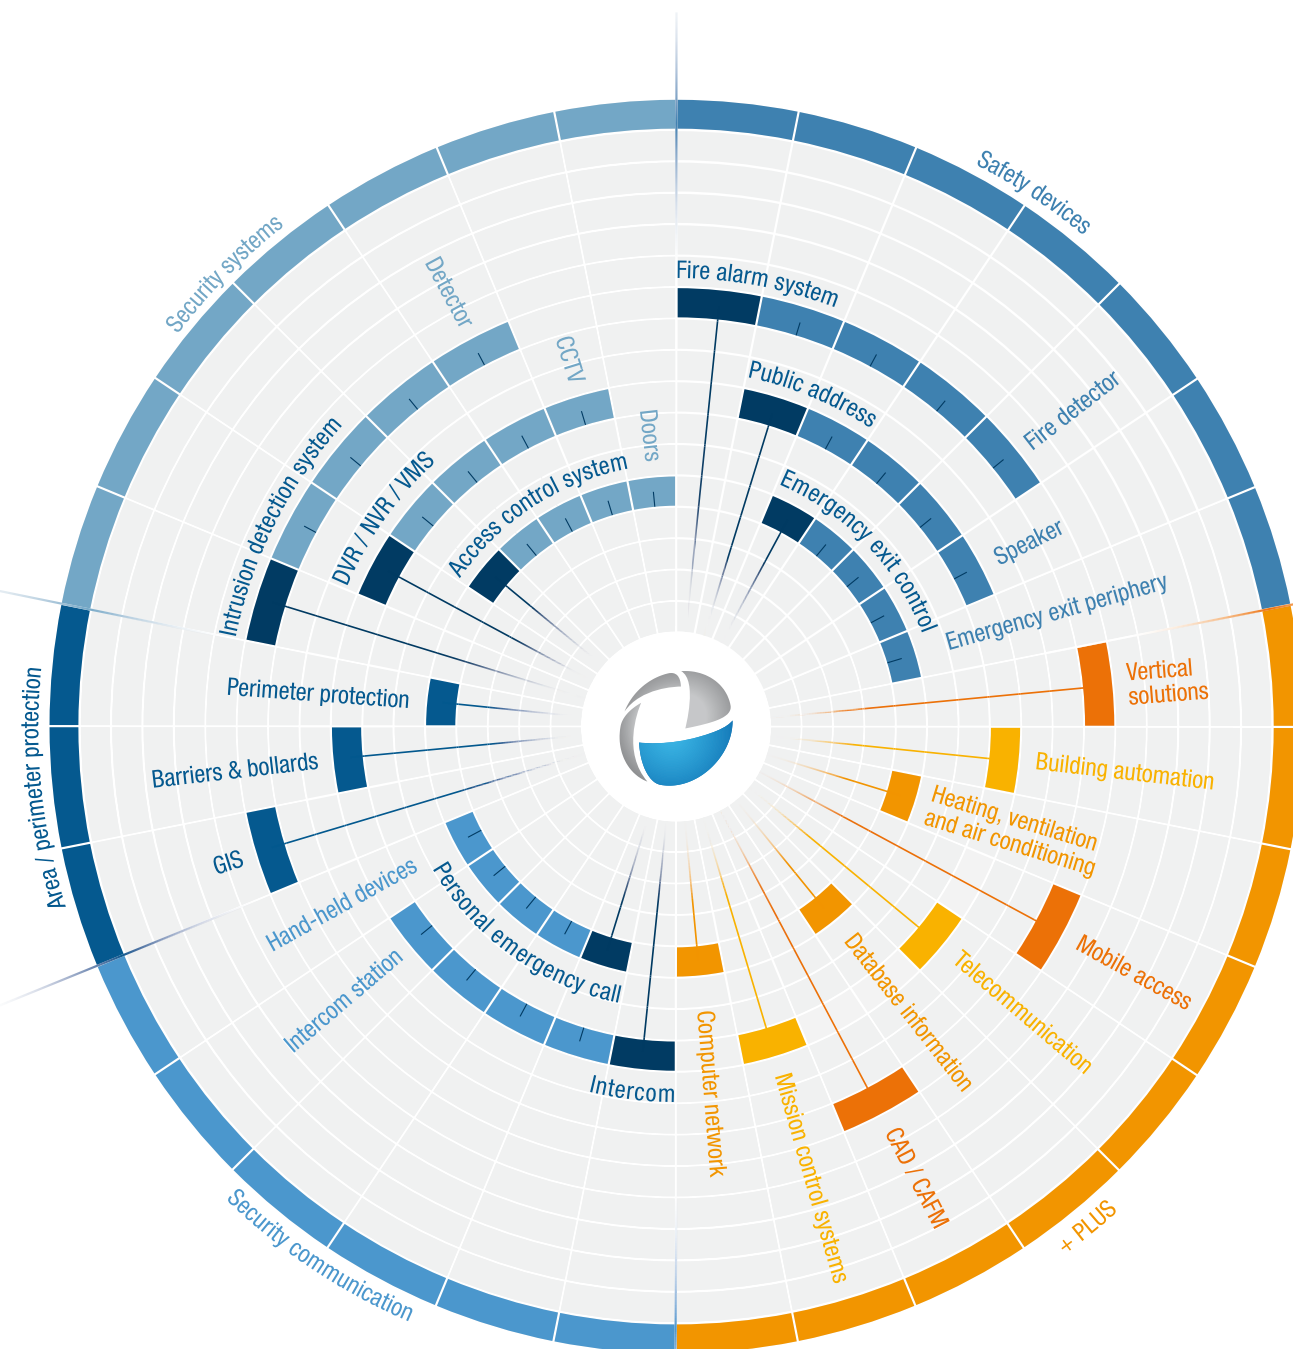 Safety devices
Fire alarm system
Fire detector
Public address
Speaker
Emergency exit control
Emergency exit periphery
Vertical
solutions
Building automation
Heating, ventilation
and air conditioning
Mobile access
Telecommunication
Database information
CAD / CAFM
Mission control systems
Computer network
+ PLUS
Intercom
Intercom station
Personal emergency call
Hand-held devices
Security communication
GIS
Barriers & bollards
Perimeter protection
Area / perimeter protection
Intrusion detection system
Detector
DVR / NVR / VMS
CCTV
Access control system
Doors
Security systems